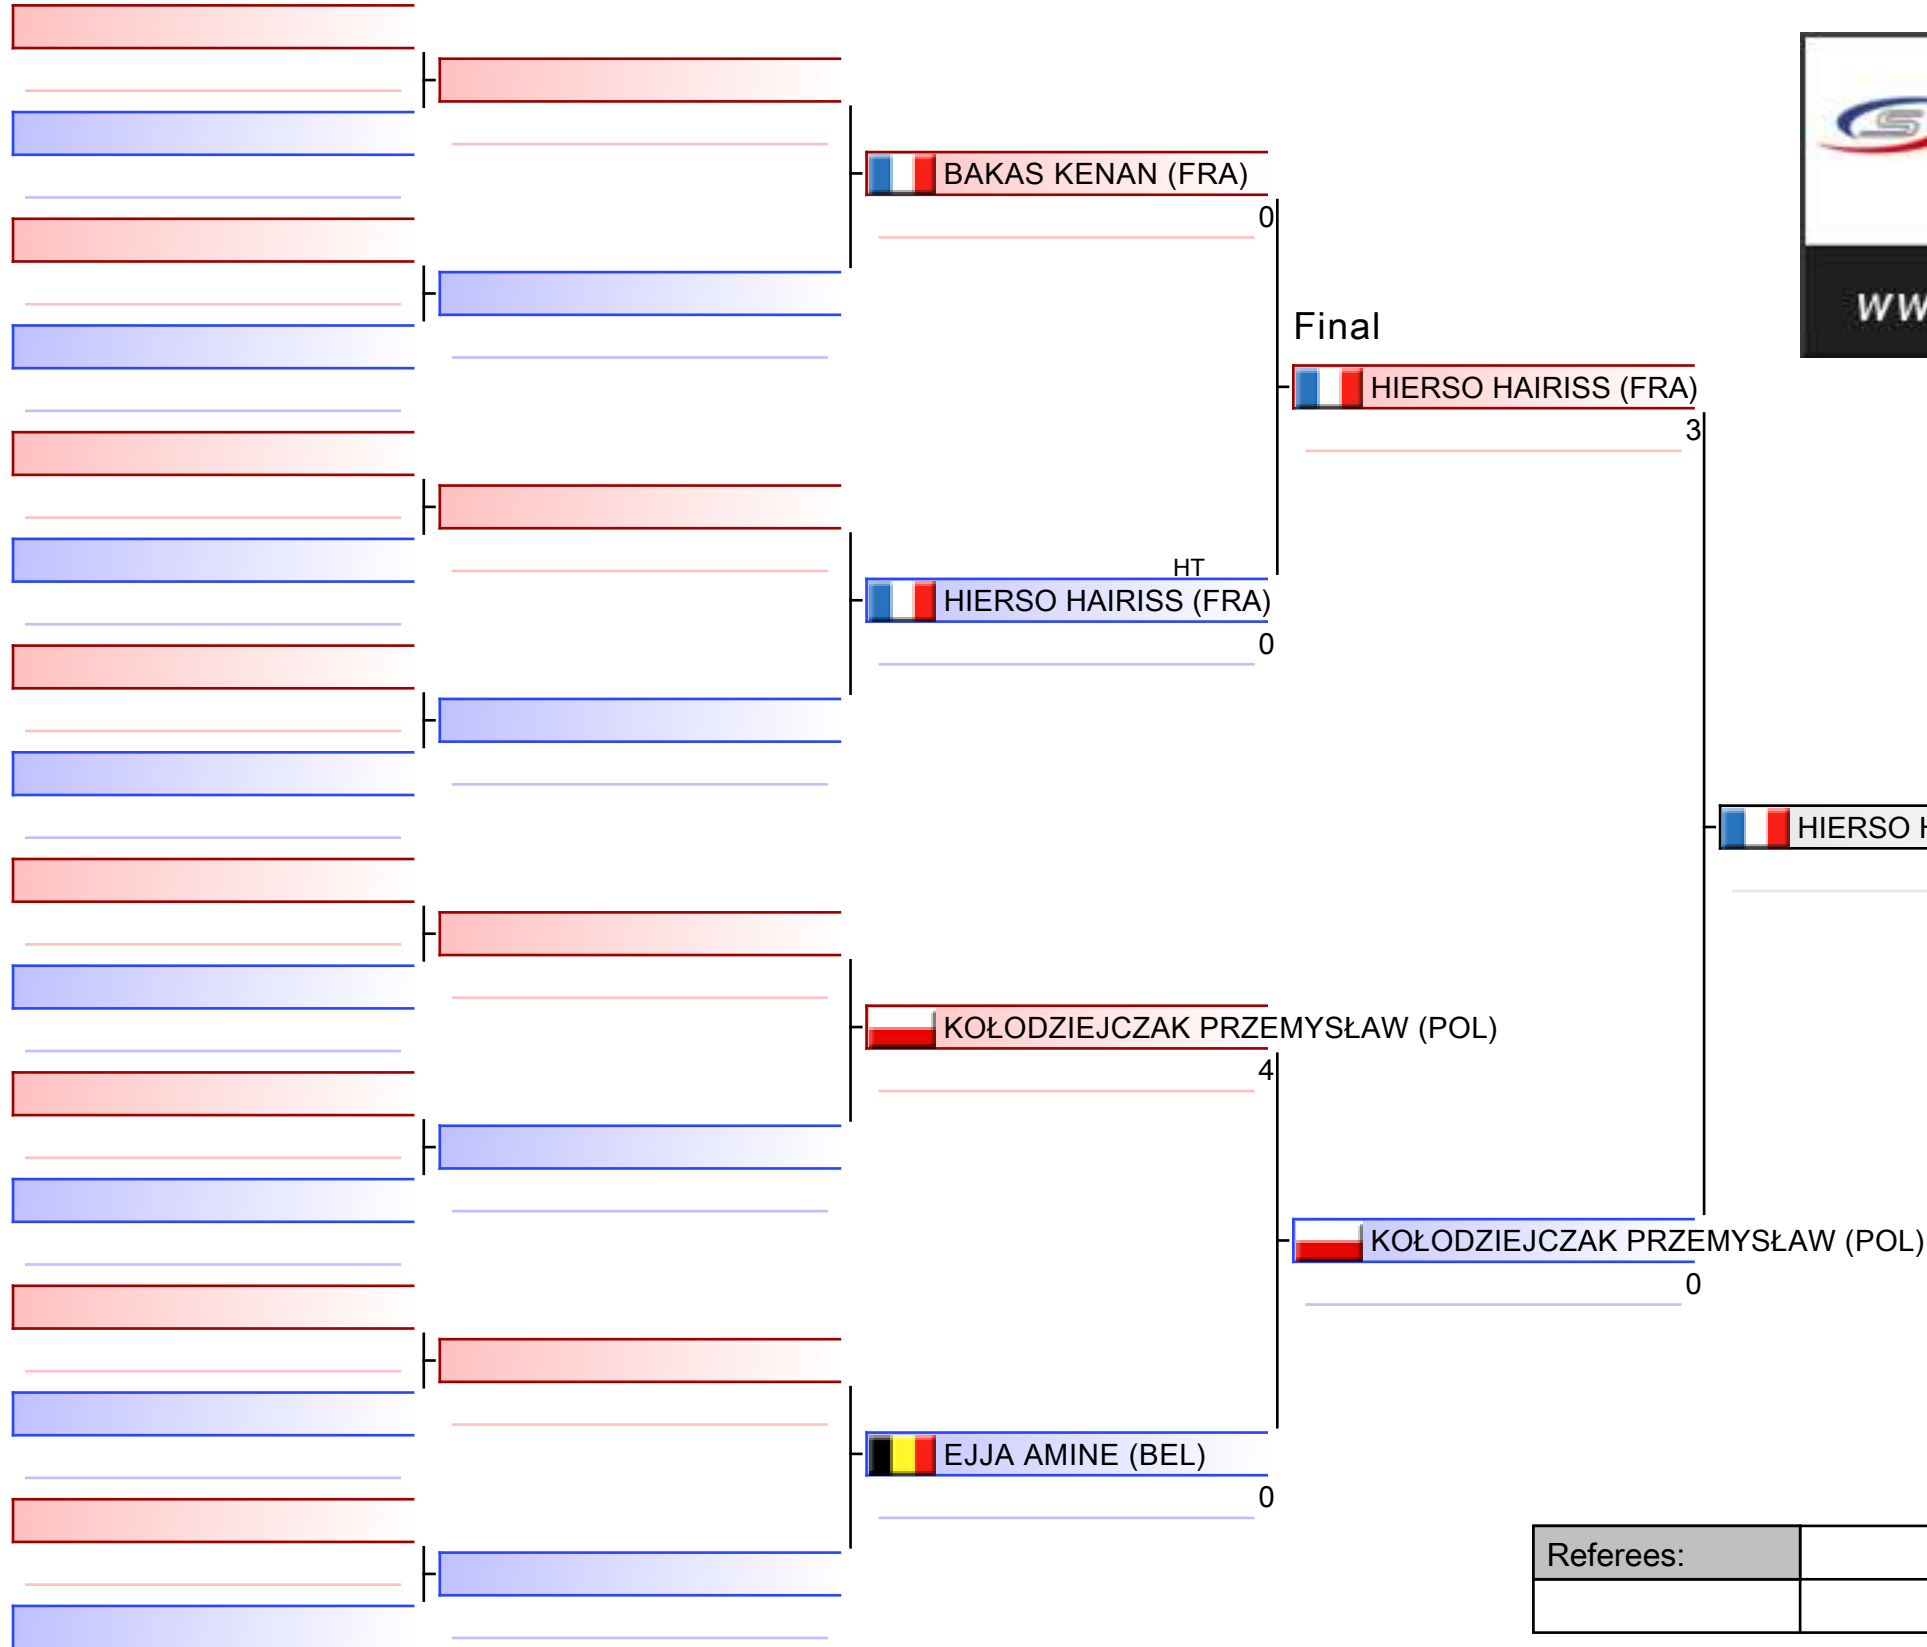 BAKAS KENAN (FRA)
0
Final
HIERSO HAIRISS (FRA)
3
HT
HIERSO HAIRISS (FRA)
0
HIERSO
KOŁODZIEJCZAK PRZEMYSŁAW (POL)
4
KOŁODZIEJCZAK PRZEMYSŁAW (POL)
0
EJJA AMINE (BEL)
0
Referees: